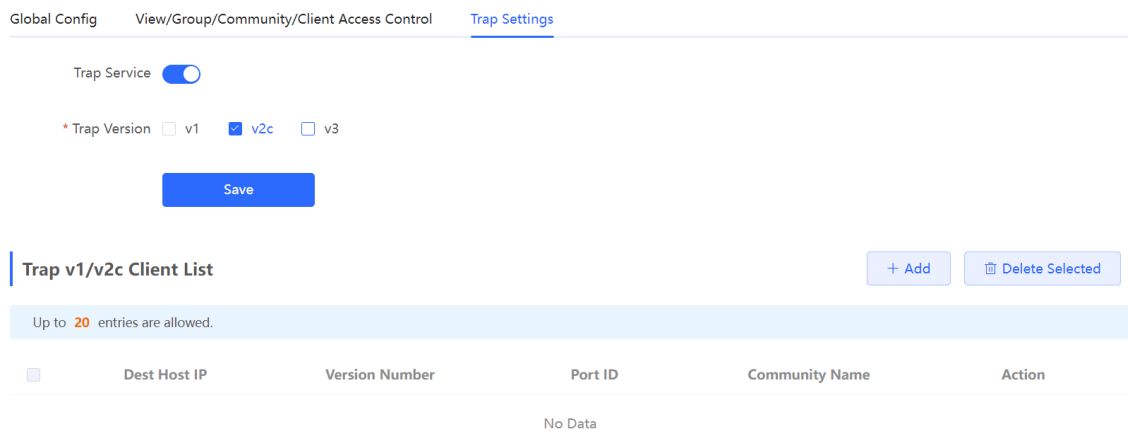 Global Config View/Group/Community/Client Access Control Trap Settings
Trap Service
* Trap Version v1 v2c v3
Save
Trap v1/v2c Client List + Add Delete Selected
Up to 20 entries are allowed.
Dest Host IP Version Number Port ID Community Name Action
No Data